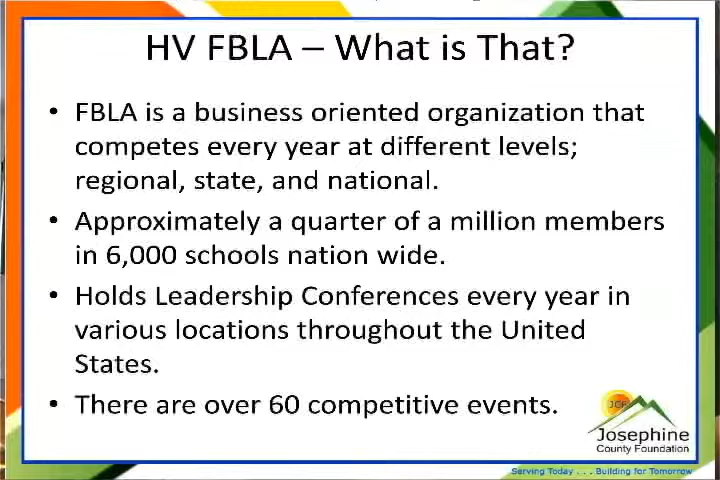 HV FBLA – What is That?
• FBLA is a business oriented organization that
competes every year at different levels;
regional, state, and national.
• Approximately a quarter of a million members
in 6,000 schools nation wide.
• Holds Leadership Conferences every year in
various locations throughout the United
States.
• There are over 60 competitive events.
JCF
Josephine
County Foundation
Serving Today . . . Building for Tomorrow